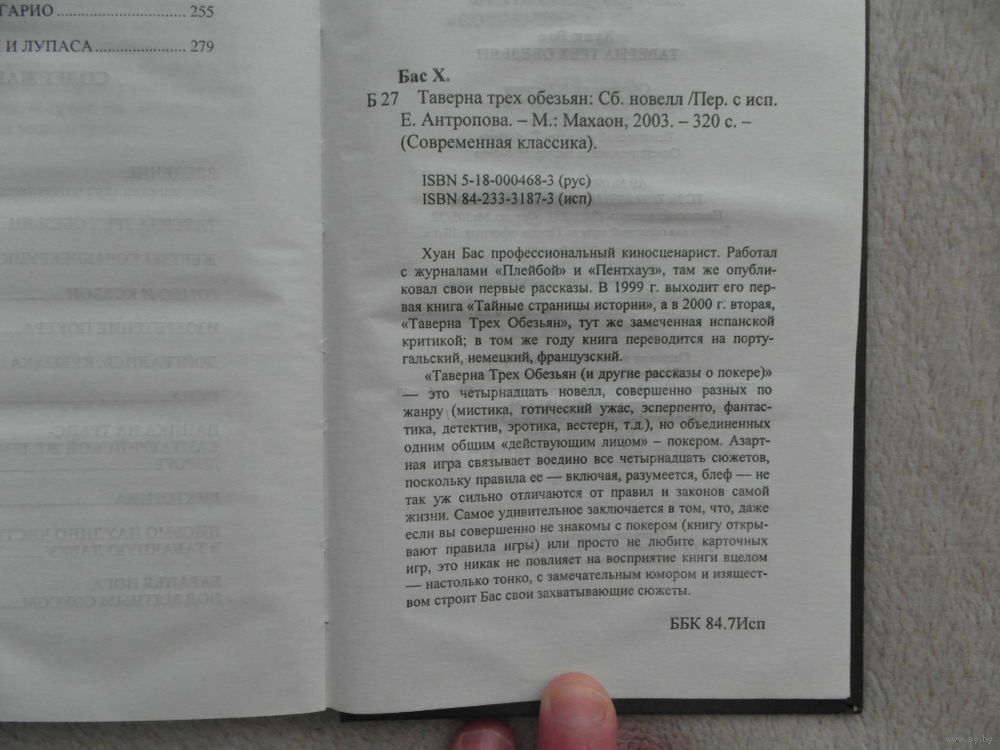 ГАРИО ........................ 255
И И ЛУПАСА ..................... 279
Бас Х.
Б 27 Таверна трех обезьян: Сб. новелл /Пер. с исп.
Е. Антропова. – М.: Махаон, 2003. – 320 с. –
(Современная классика).
ISBN 5-18-000468-3 (рус)
ISBN 84-233-3187-3 (исп)
Хуан Бас профессиональный киносценарист. Работал
с журналами «Плейбой» и «Пентхауз», там же опубли-
ковал свои первые рассказы. В 1999 г. выходит его пер-
вая книга «Тайные страницы истории», а в 2000 г. вторая,
«Таверна Трех Обезьян», тут же замеченная испанской
критикой; в том же году книга переводится на порту-
гальский, немецкий, французский.
«Таверна Трех Обезьян (и другие рассказы о покере)»
— это четырнадцать новелл, совершенно разных по
жанру (мистика, готический ужас, эсперпенто, фантас-
тика, детектив, эротика, вестерн, т.д.), но объединенных
одним общим «действующим лицом» – покером. Азарт-
ная игра связывает воедино все четырнадцать сюжетов,
поскольку правила ее — включая, разумеется, блеф — не
так уж сильно отличаются от правил и законов самой
жизни. Самое удивительное заключается в том, что, даже
если вы совершенно не знакомы с покером (книгу откры-
вают правила игры) или просто не любите карточных
игр, это никак не повлияет на восприятие книги вцелом
— настолько тонко, с замечательным юмором и изящест-
вом строит Бас свои захватывающие сюжеты.
ББК 84.7Исп
www.ay.by